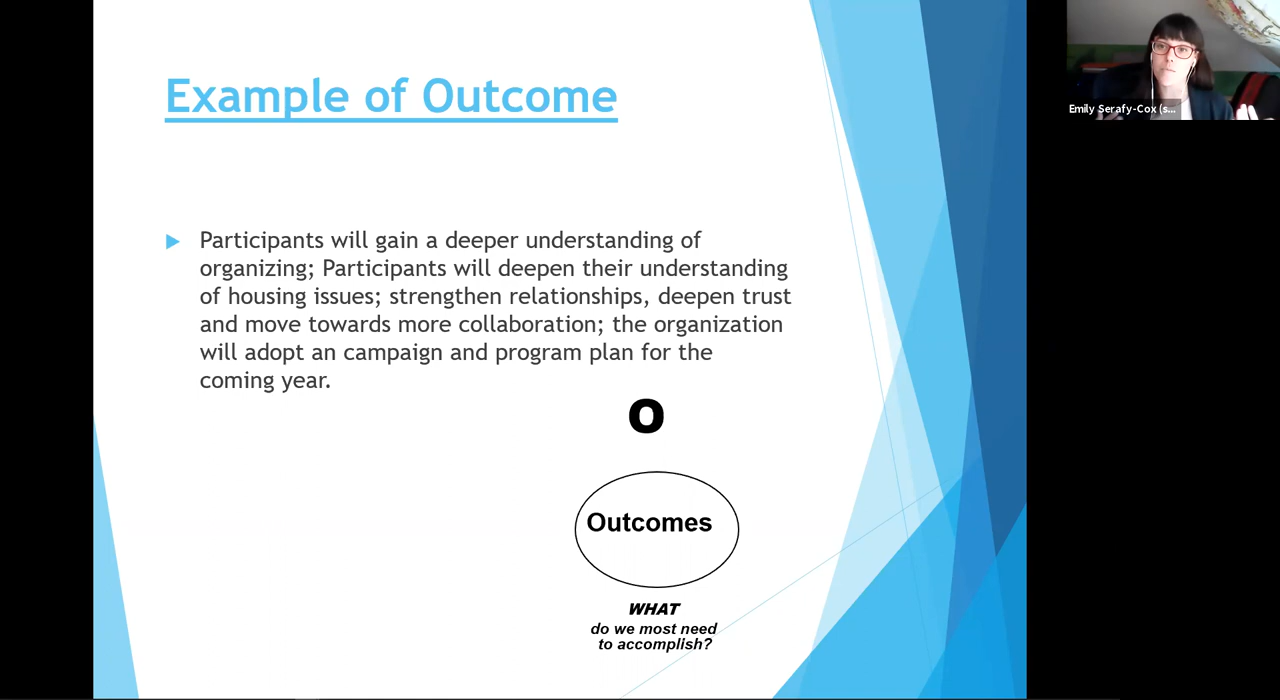 Example of Outcome
Emily Serafy-Cox (s...
Participants will gain a deeper understanding of
organizing; Participants will deepen their understanding
of housing issues; strengthen relationships, deepen trust
and move towards more collaboration; the organization
will adopt an campaign and program plan for the
coming year.
O
Outcomes
WHAT
do we most need
to accomplish?